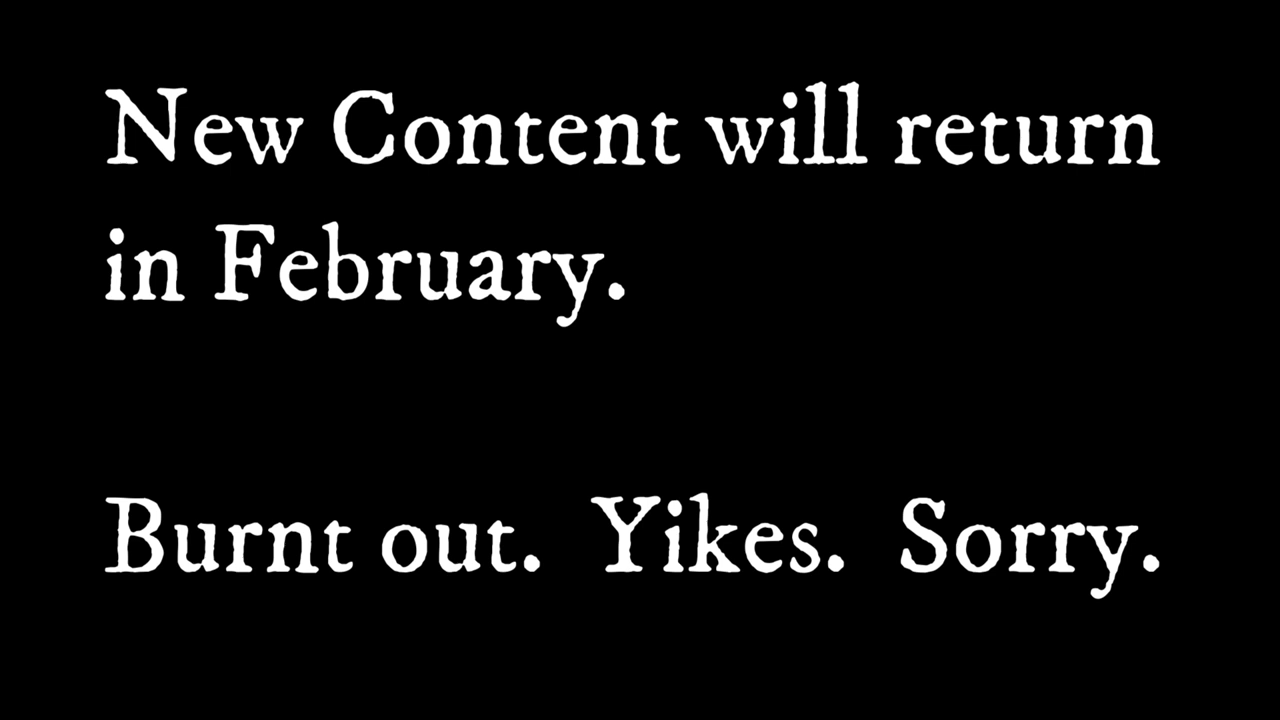 New Content will return
in February.
Burnt out.  Yikes.  Sorry.